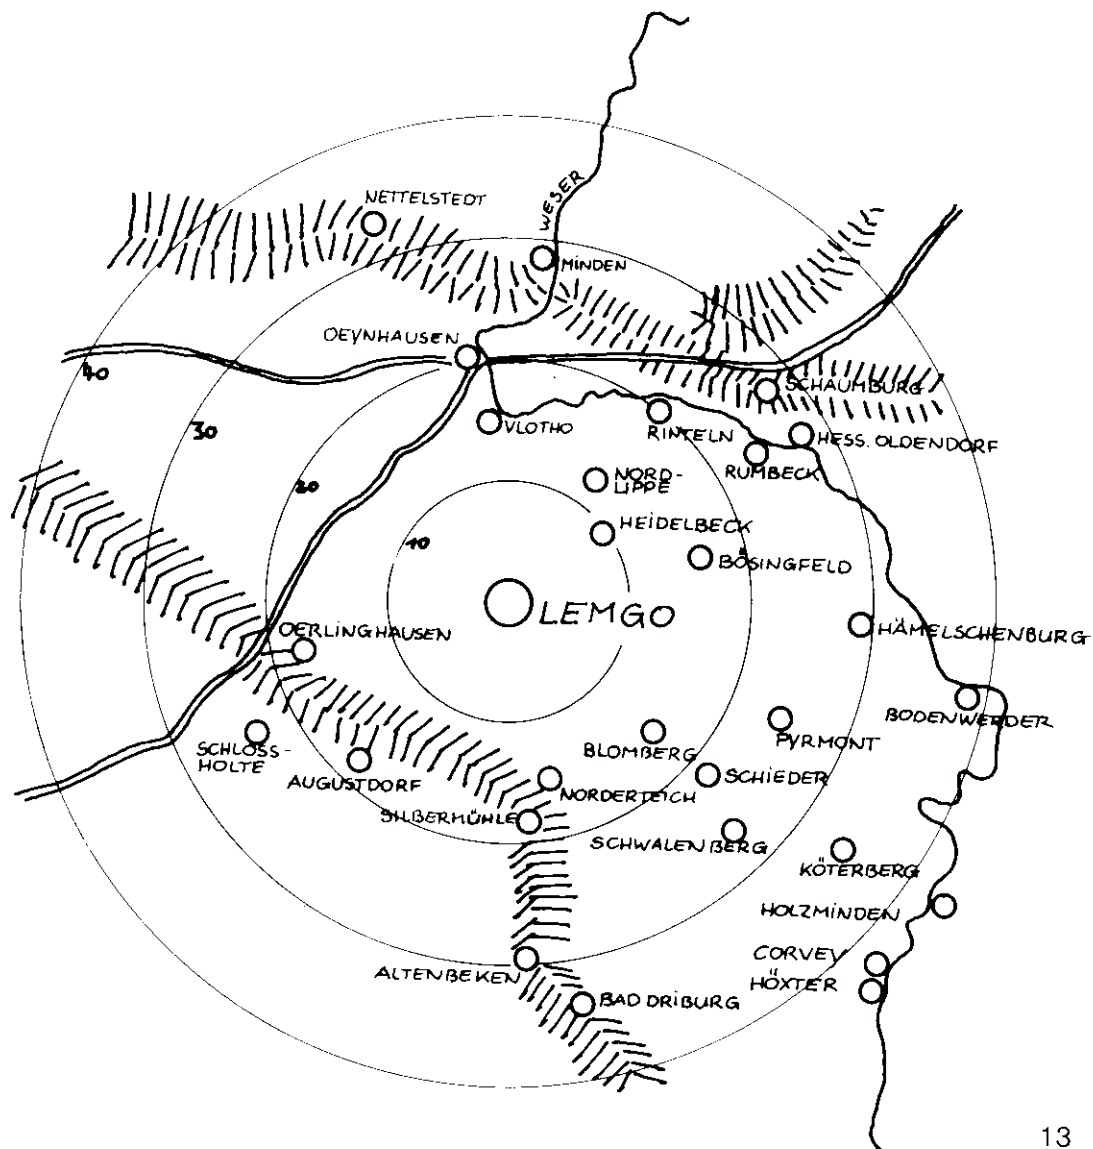 NETTELSTEDT
WESER
MINDEN
OEYNHAUSEN
40
SCHAUMBURG
30
VLOTHO
RINTELN
HESS. OLDENDORF
RUMBECK
NORD-
LIPPE
20
HEIDELBECK
10
BÖSINGFELD
LEMGO
OERLINGHAUSEN
HÄMELSCHENBURG
BODENWERDER
SCHLOSS-
HOLTE
BLOMBERG
PYRMONT
AUGUSTDORF
SCHIEDER
NORDERTEICH
SILBERMÜHLE
SCHWALENBERG
KÖTERBERG
HOLZMINDEN
CORVEY
ALTENBEKEN
HÖXTER
BAD DRIBURG
13